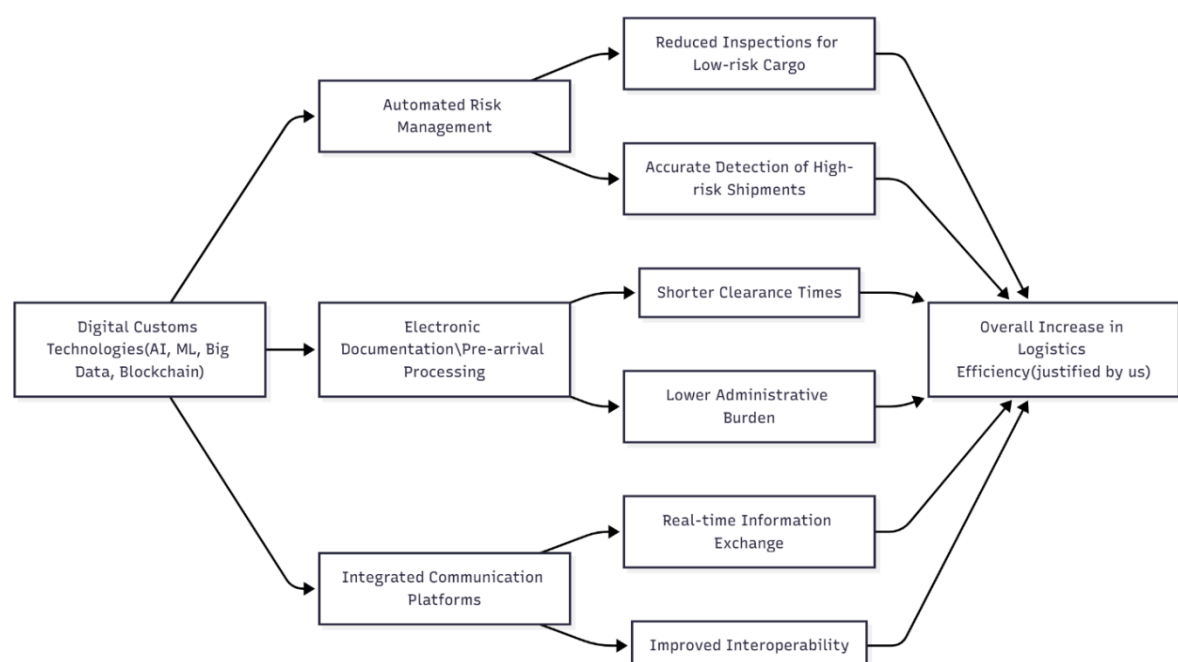 Digital Customs
Technologies(AI, ML, Big
Data, Blockchain)
Automated Risk
Management
Electronic
Documentation\Pre-arrival
Processing
Integrated Communication
Platforms
Reduced Inspections for
Low-risk Cargo
Accurate Detection of High-
risk Shipments
Shorter Clearance Times
Lower Administrative
Burden
Real-time Information
Exchange
Improved Interoperability
Overall Increase in
Logistics
Efficiency(justified by us)